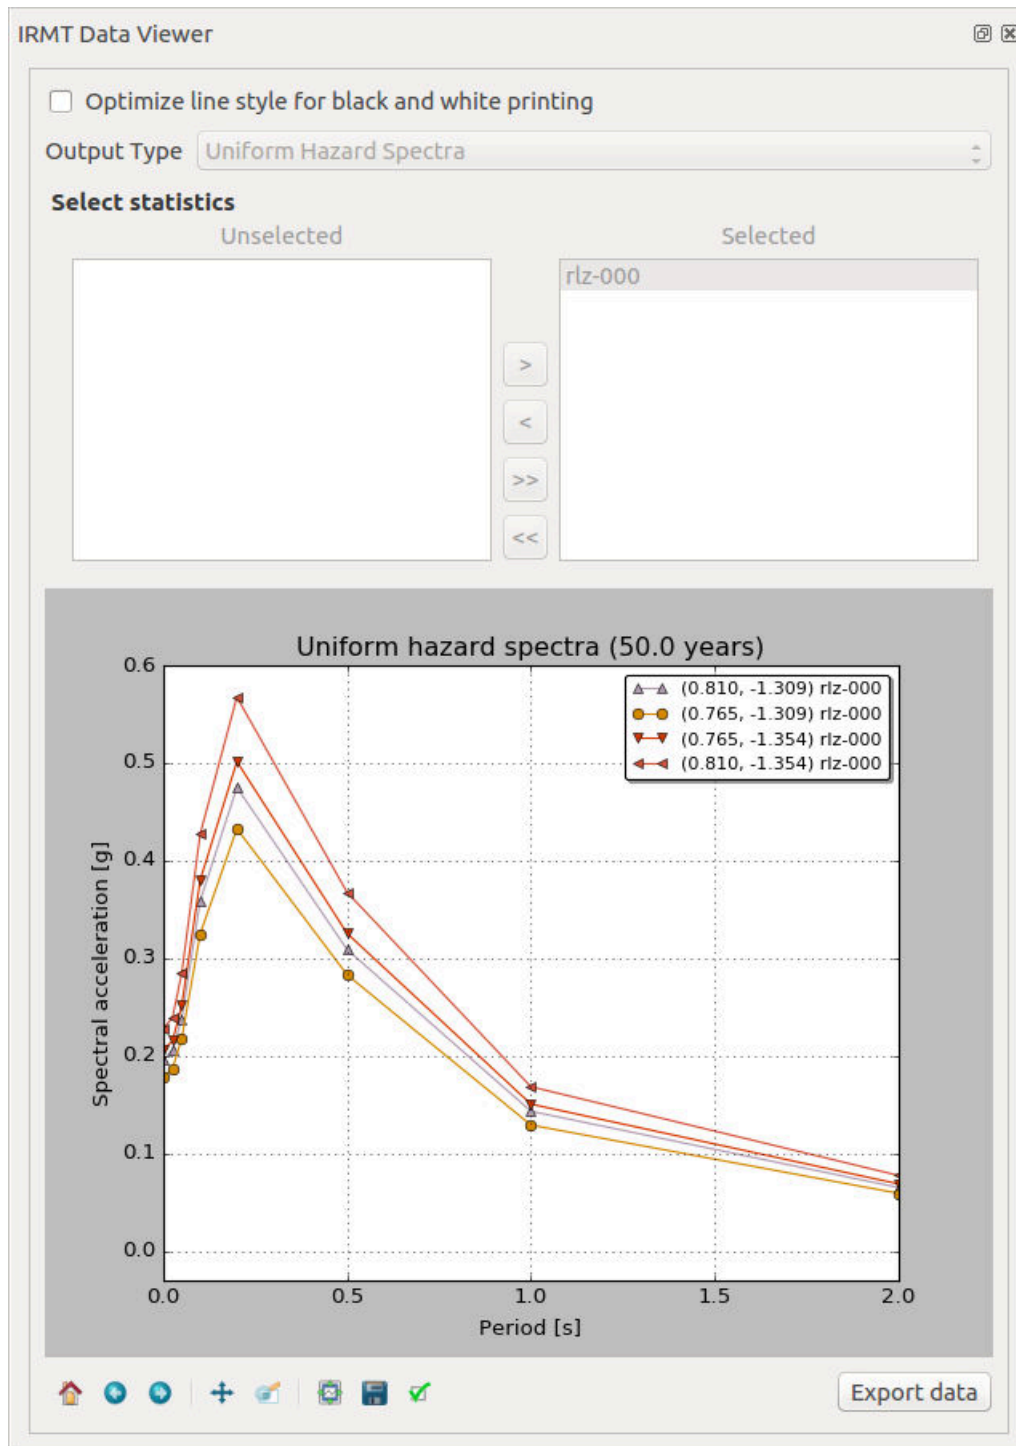 IRMT Data Viewer
Optimize line style for black and white printing
Output Type Uniform Hazard Spectra
Select statistics
Unselected Selected
rlz-000
>
<
>>
<<
Uniform hazard spectra (50.0 years)
(0.810, -1.309) rlz-000
(0.765, -1.309) rlz-000
(0.765, -1.354) rlz-000
(0.810, -1.354) rlz-000
0.6
0.5
0.4
0.3
0.2
0.1
0.0
Spectral acceleration [g]
0.0 0.5 1.0 1.5 2.0
Period [s]
Export data